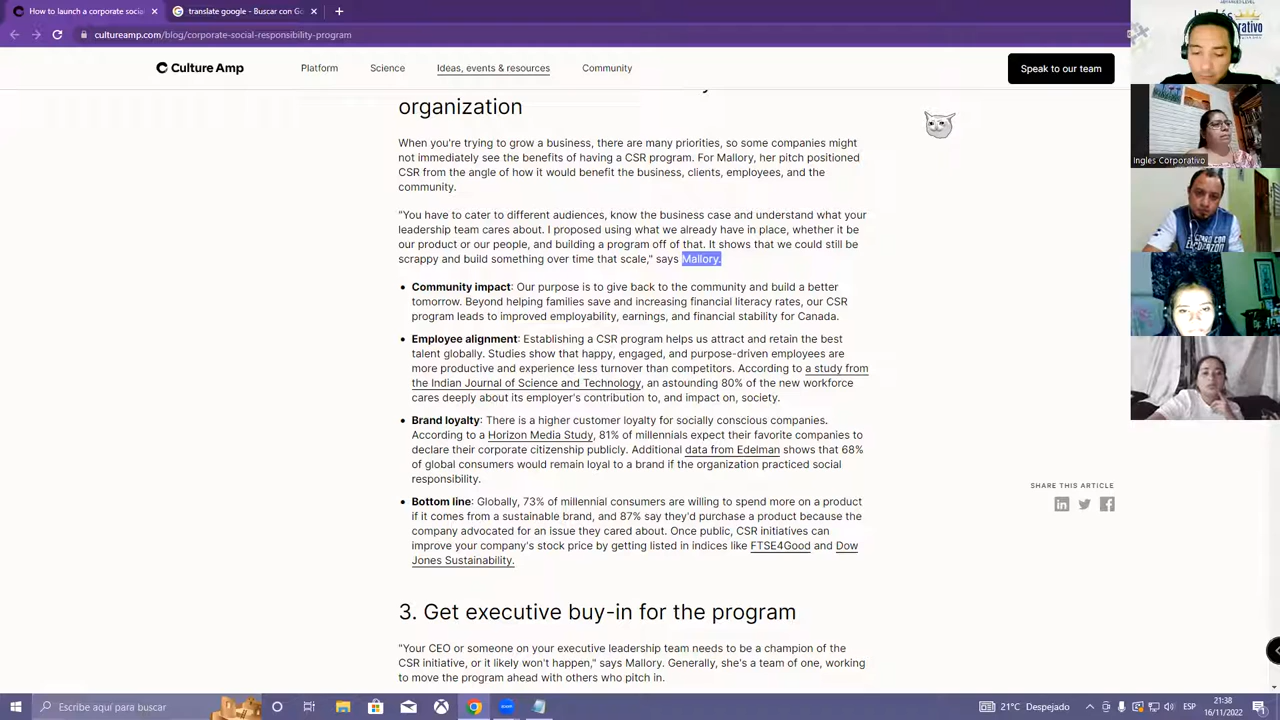 How to launch a corporate social
translate google - Buscar con Go
cultureamp.com/blog/corporate-social-responsibility-program
Culture Amp
Platform
Science
Ideas, events & resources
Community
Speak to our team
organization
When you're trying to grow a business, there are many priorities, so some companies might
not immediately see the benefits of having a CSR program. For Mallory, her pitch positioned
CSR from the angle of how it would benefit the business, clients, employees, and the
community.
"You have to cater to different audiences, know the business case and understand what your
leadership team cares about. I proposed using what we already have in place, whether it be
our product or our people, and building a program off of that. It shows that we could still be
scrappy and build something over time that scale," says Mallory.
• Community impact: Our purpose is to give back to the community and build a better
tomorrow. Beyond helping families save and increasing financial literacy rates, our CSR
program leads to improved employability, earnings, and financial stability for Canada.
• Employee alignment: Establishing a CSR program helps us attract and retain the best
talent globally. Studies show that happy, engaged, and purpose-driven employees are
more productive and experience less turnover than competitors. According to a study from
the Indian Journal of Science and Technology, an astounding 80% of the new workforce
cares deeply about its employer's contribution to, and impact on, society.
• Brand loyalty: There is a higher customer loyalty for socially conscious companies.
According to a Horizon Media Study, 81% of millennials expect their favorite companies to
declare their corporate citizenship publicly. Additional data from Edelman shows that 68%
of global consumers would remain loyal to a brand if the organization practiced social
responsibility.
• Bottom line: Globally, 73% of millennial consumers are willing to spend more on a product
if it comes from a sustainable brand, and 87% say they'd purchase a product because the
company advocated for an issue they cared about. Once public, CSR initiatives can
improve your company's stock price by getting listed in indices like FTSE4Good and Dow
Jones Sustainability.
SHARE THIS ARTICLE
3. Get executive buy-in for the program
"Your CEO or someone on your executive leadership team needs to be a champion of the
CSR initiative, or it likely won't happen," says Mallory. Generally, she's a team of one, working
to move the program ahead with others who pitch in.
Ingles Corporativo
Escribe aquí para buscar
21°C Despejado
ESP
21:38
16/11/2022